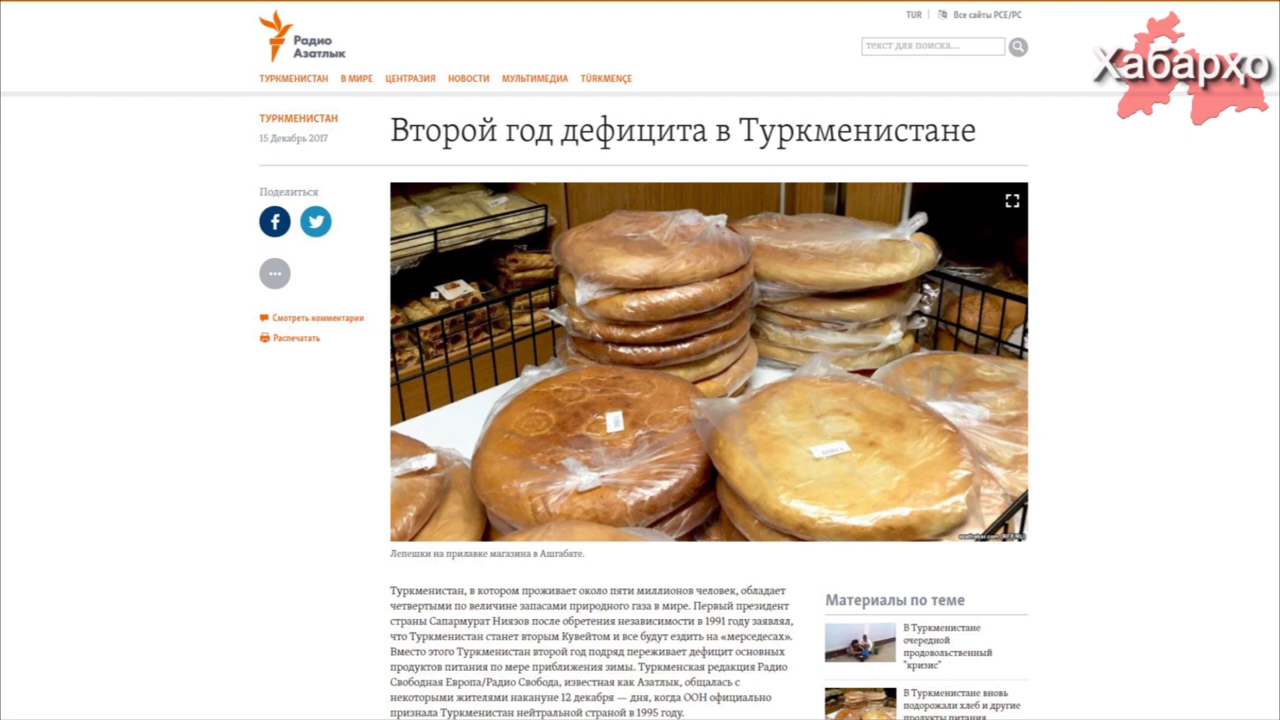 Радио
Азатлык
TUR
Все сайты РСЕ/РС
текст для поиска...
Хабарҳо
ТУРКМЕНИСТАН
В МИРЕ
ЦЕНТРАЗИЯ
НОВОСТИ
МУЛЬТИМЕДИА
TÜRKMENÇE
ТУРКМЕНИСТАН
15 Декабрь 2017
Второй год дефицита в Туркменистане
Поделиться
Смотреть комментарии
Распечатать
Лепешки на прилавке магазина в Ашгабате.
Туркменистан, в котором проживает около пяти миллионов человек, обладает
четвертыми по величине запасами природного газа в мире. Первый президент
страны Сапармурат Ниязов после обретения независимости в 1991 году заявлял,
что Туркменистан станет вторым Кувейтом и все будут ездить на «мерседесах».
Вместо этого Туркменистан второй год подряд переживает дефицит основных
продуктов питания по мере приближения зимы. Туркменская редакция Радио
Свободная Европа/Радио Свобода, известная как Азатлык, общалась с
некоторыми жителями накануне 12 декабря — дня, когда ООН официально
признала Туркменистан нейтральной страной в 1995 году.
Материалы по теме
В Туркменистане
очередной
продовольственный
"кризис"
В Туркменистане вновь
подорожали хлеб и другие
продукты питания